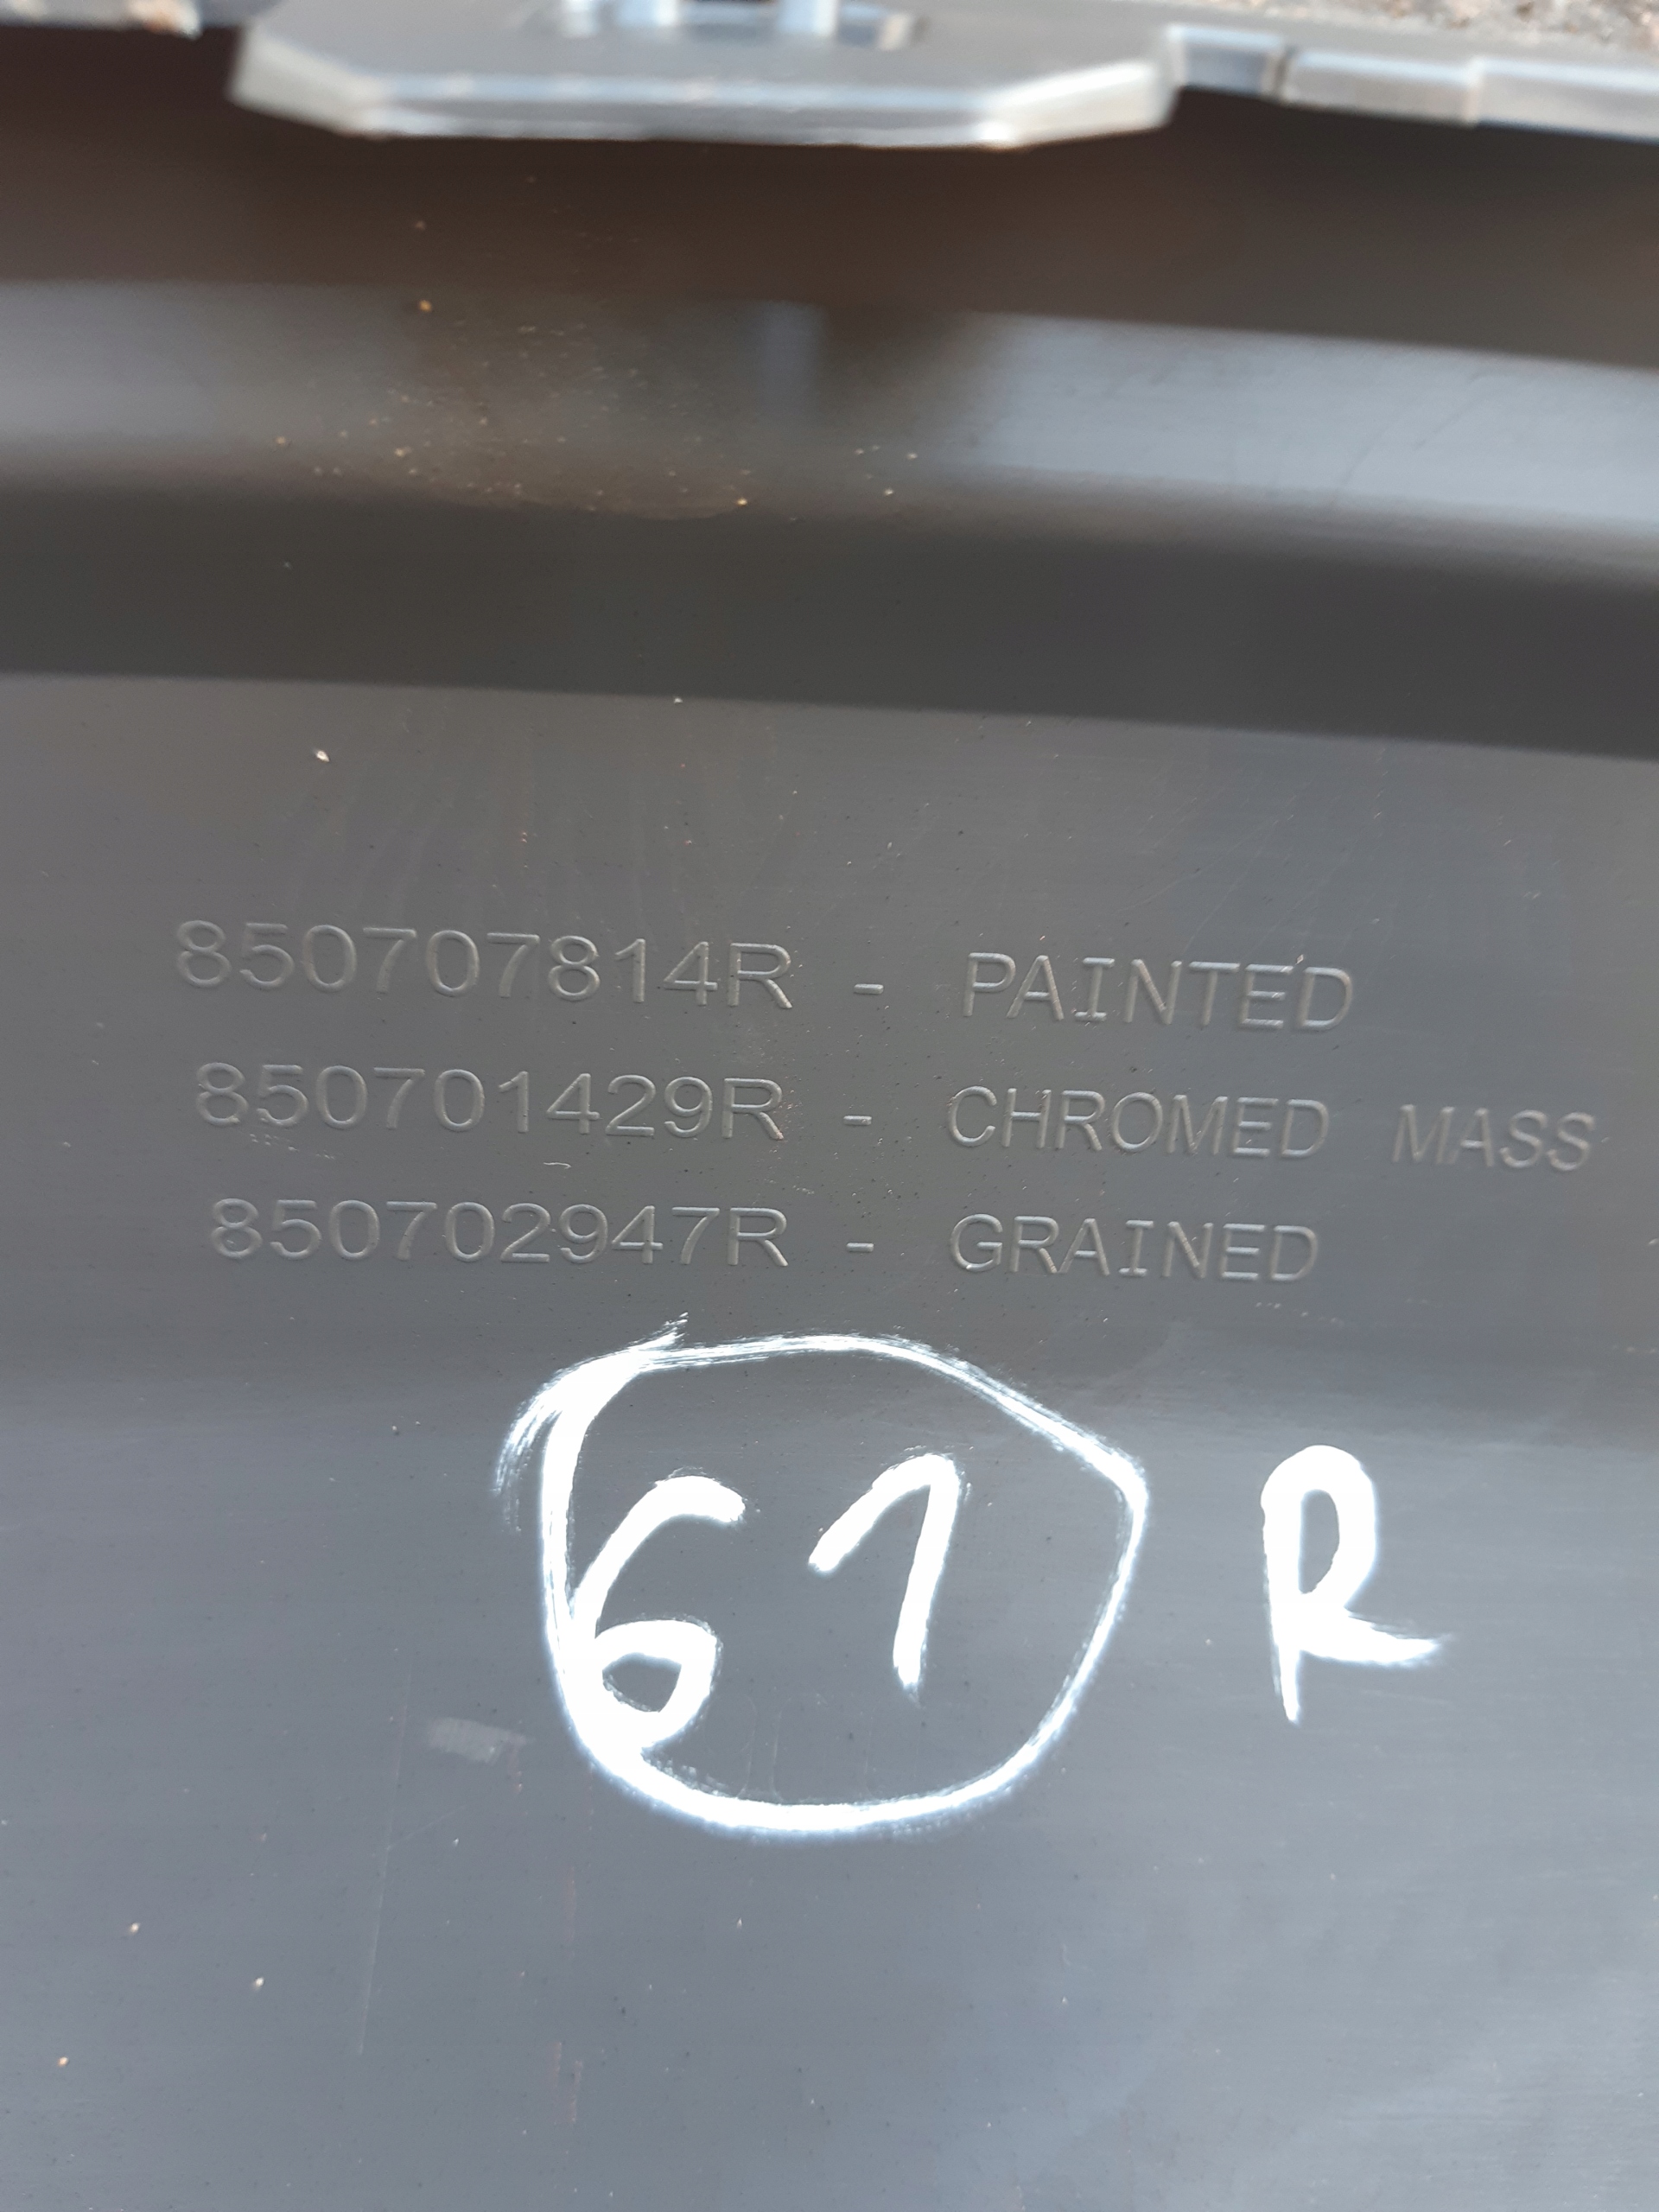 850707814R - PAINTED
850701429R - CHROMED MASS
850702947R - GRAINED
61 R